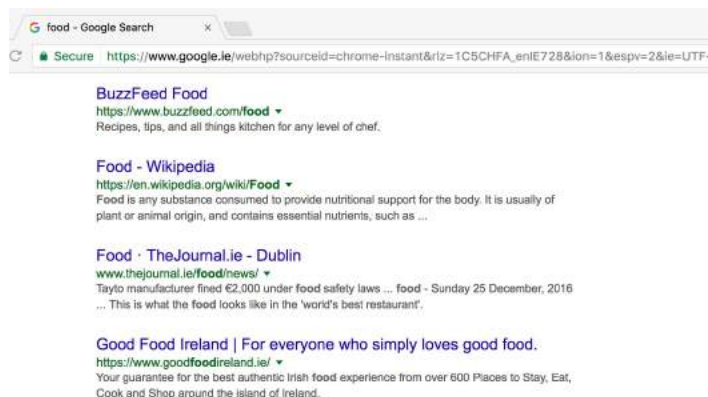 food - Google Search
Secure https://www.google.ie/webhp?sourceid=chrome-instant&rlz=1C5CHFA_enIE728&ion=1&espv=2&ie=UTF-
BuzzFeed Food
https://www.buzzfeed.com/food
Recipes, tips, and all things kitchen for any level of chef.
Food - Wikipedia
https://en.wikipedia.org/wiki/Food
Food is any substance consumed to provide nutritional support for the body. It is usually of
plant or animal origin, and contains essential nutrients, such as ...
Food · TheJournal.ie - Dublin
www.thejournal.ie/food/news/
Tayto manufacturer fined €2,000 under food safety laws ... food - Sunday 25 December, 2016
... This is what the food looks like in the 'world's best restaurant'.
Good Food Ireland | For everyone who simply loves good food.
https://www.goodfoodireland.ie/
Your guarantee for the best authentic Irish food experience from over 600 Places to Stay, Eat,
Cook and Shop around the island of Ireland.